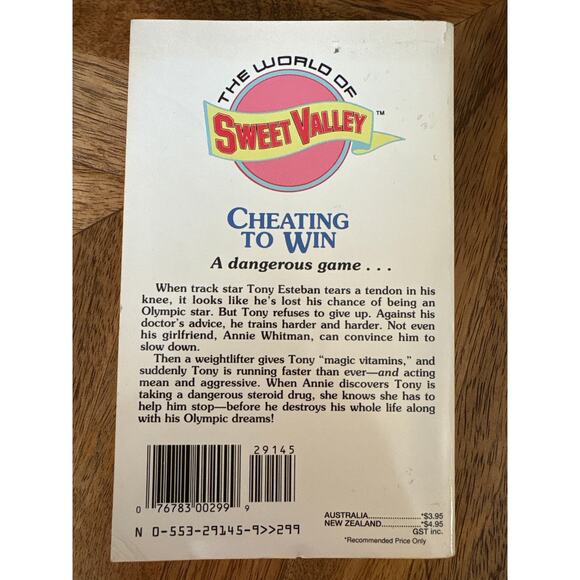 THE WORLD OF
SWEET VALLEY™
CHEATING
TO WIN
A dangerous game . . .
When track star Tony Esteban tears a tendon in his
knee, it looks like he's lost his chance of being an
Olympic star. But Tony refuses to give up. Against his
doctor's advice, he trains harder and harder. Not even
his girlfriend, Annie Whitman, can convince him to
slow down.
Then a weightlifter gives Tony “magic vitamins,” and
suddenly Tony is running faster than ever—and acting
mean and aggressive. When Annie discovers Tony is
taking a dangerous steroid drug, she knows she has to
help him stop—before he destroys his whole life along
with his Olympic dreams!
29145
0 76783 00299 9
N 0-553-29145-9>>299
AUSTRALIA....................*$3.95
NEW ZEALAND..............*$4.95
GST inc.
*Recommended Price Only